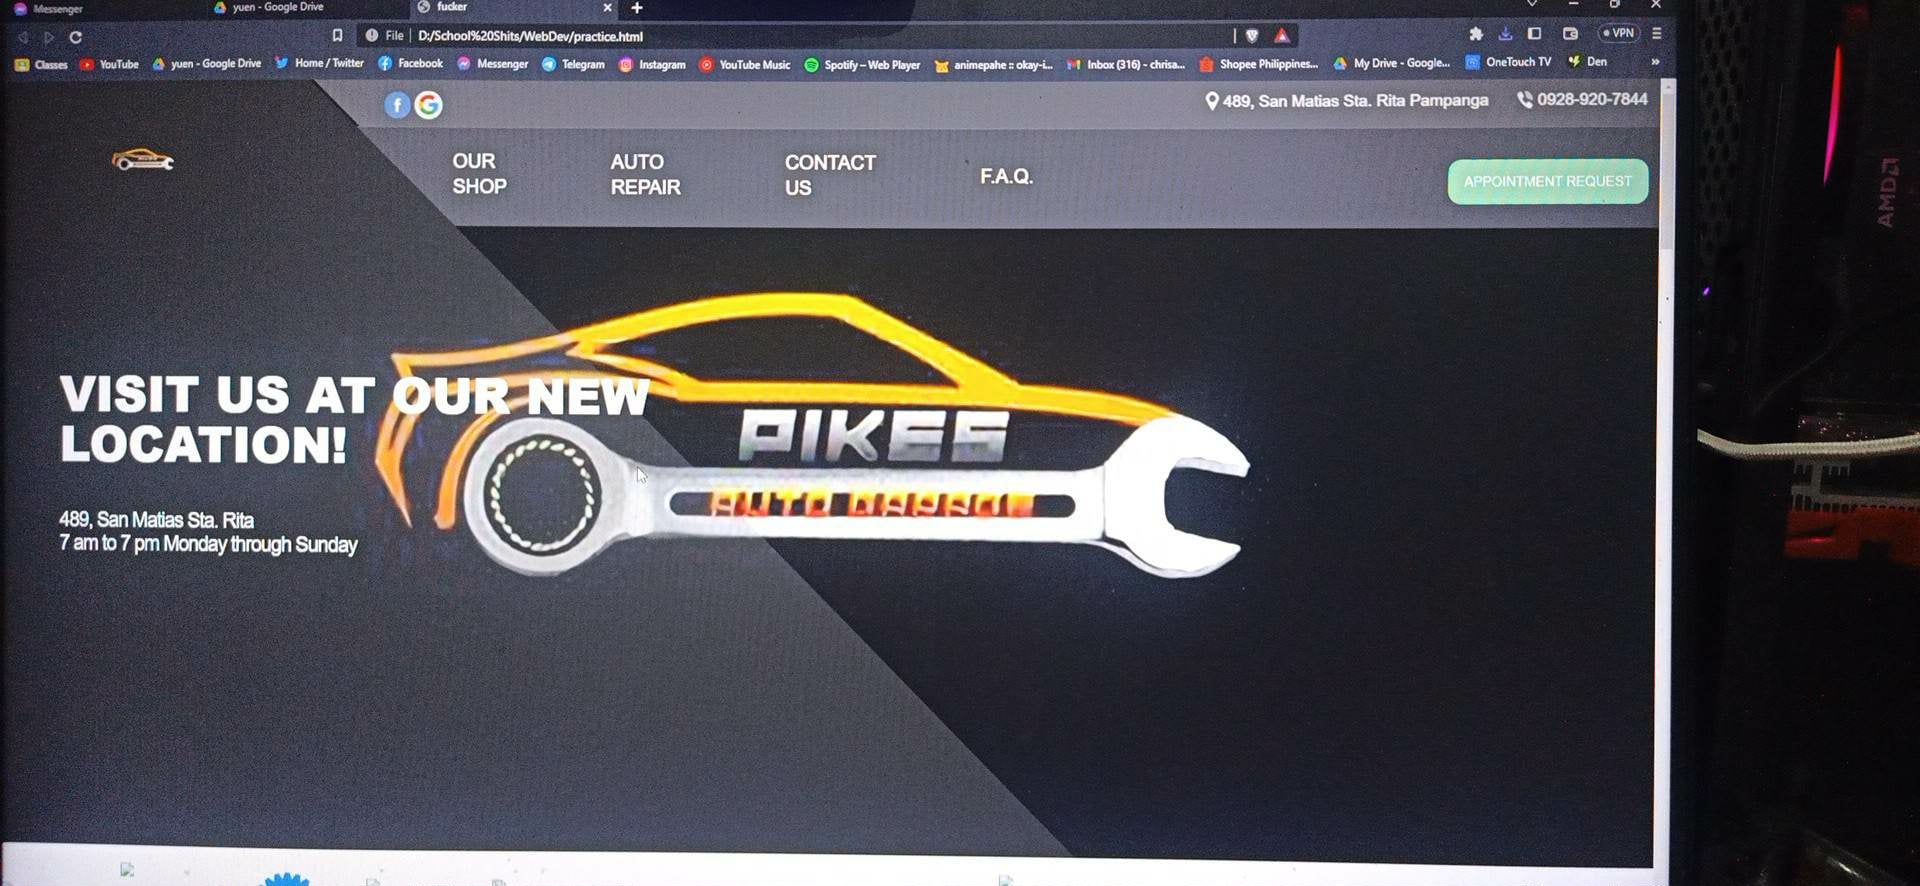 Messenger
yuen - Google Drive
fucker
File
D:/School%20Shits/WebDev/practice.html
VPN
Classes
YouTube
yuen - Google Drive
Home / Twitter
Facebook
Messenger
Telegram
Instagram
YouTube Music
Spotify – Web Player
animepahe :: okay-i...
Inbox (316) - chrisa...
Shopee Philippines...
My Drive - Google...
OneTouch TV
Den
489, San Matias Sta. Rita Pampanga
0928-920-7844
OUR
SHOP
AUTO
REPAIR
CONTACT
US
F.A.Q.
APPOINTMENT REQUEST
AMD
VISIT US AT OUR NEW
LOCATION!
PIKES
489, San Matias Sta. Rita
7 am to 7 pm Monday through Sunday